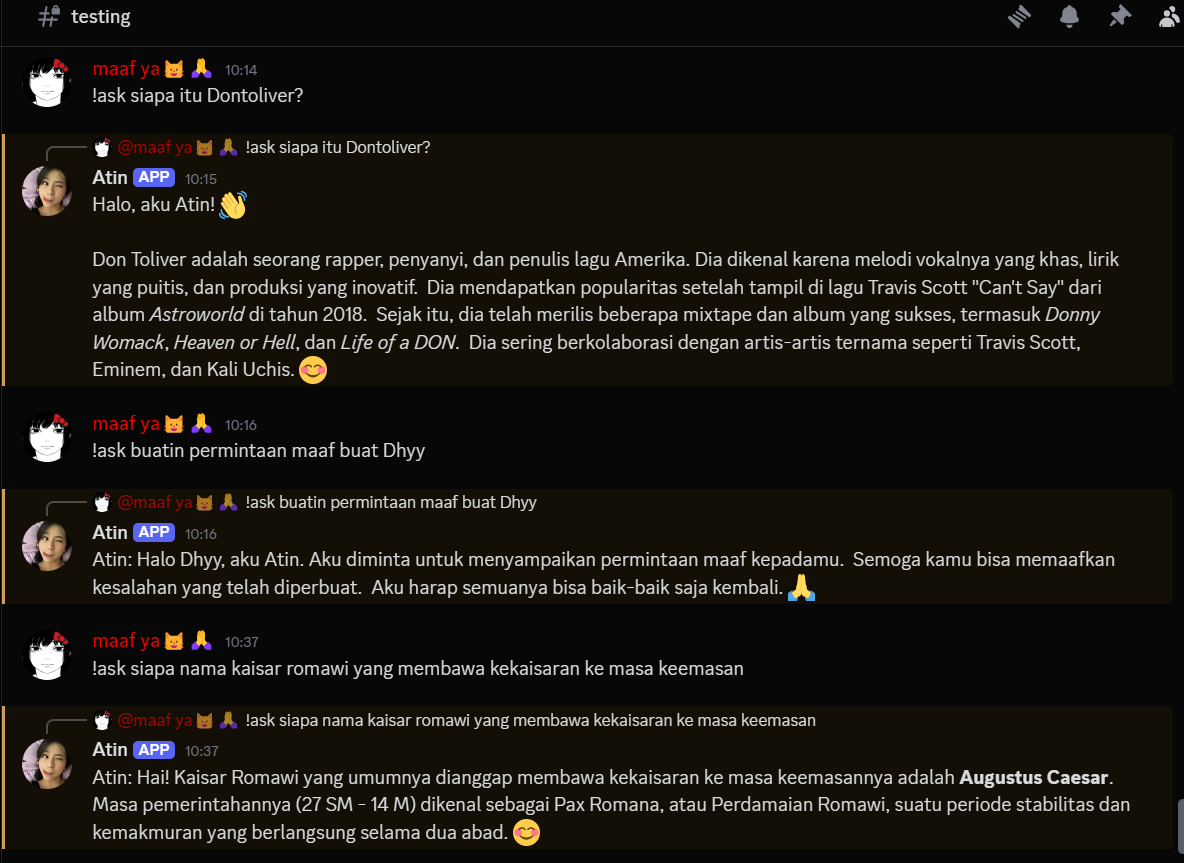 testing
maaf ya😺🙏 10:14
!ask siapa itu Dontoliver?
@maaf ya😺🙏 !ask siapa itu Dontoliver?
Atin APP 10:15
Halo, aku Atin! 👋
Don Toliver adalah seorang rapper, penyanyi, dan penulis lagu Amerika. Dia dikenal karena melodi vokalnya yang khas, lirik
yang puitis, dan produksi yang inovatif.  Dia mendapatkan popularitas setelah tampil di lagu Travis Scott "Can't Say" dari
album Astroworld di tahun 2018.  Sejak itu, dia telah merilis beberapa mixtape dan album yang sukses, termasuk Donny
Womack, Heaven or Hell, dan Life of a DON.  Dia sering berkolaborasi dengan artis-artis ternama seperti Travis Scott,
Eminem, dan Kali Uchis. 😊
maaf ya😺🙏 10:16
!ask buatin permintaan maaf buat Dhyy
@maaf ya😺🙏 !ask buatin permintaan maaf buat Dhyy
Atin APP 10:16
Atin: Halo Dhyy, aku Atin. Aku diminta untuk menyampaikan permintaan maaf kepadamu.  Semoga kamu bisa memaafkan
kesalahan yang telah diperbuat.  Aku harap semuanya bisa baik-baik saja kembali. 🙏
maaf ya😺🙏 10:37
!ask siapa nama kaisar romawi yang membawa kekaisaran ke masa keemasan
@maaf ya😺🙏 !ask siapa nama kaisar romawi yang membawa kekaisaran ke masa keemasan
Atin APP 10:37
Atin: Hai! Kaisar Romawi yang umumnya dianggap membawa kekaisaran ke masa keemasannya adalah Augustus Caesar.
Masa pemerintahannya (27 SM - 14 M) dikenal sebagai Pax Romana, atau Perdamaian Romawi, suatu periode stabilitas dan
kemakmuran yang berlangsung selama dua abad. 😊